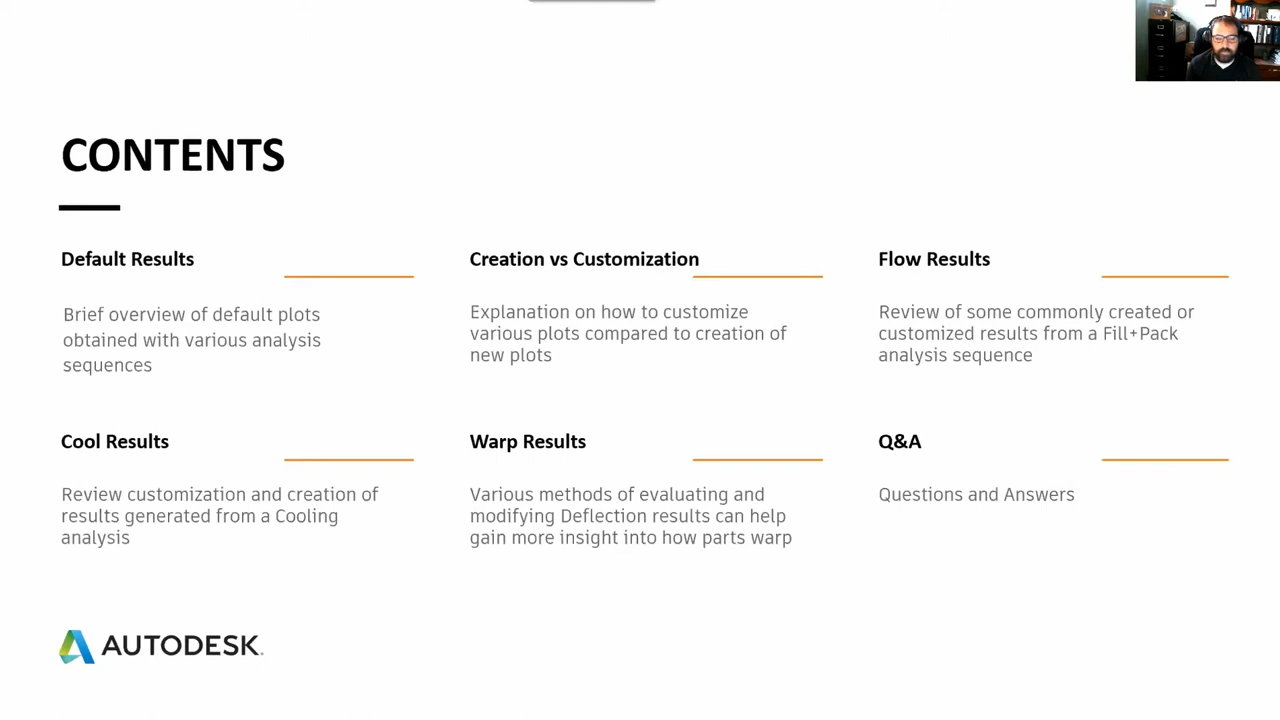 CONTENTS
Default Results
Brief overview of default plots
obtained with various analysis
sequences
Creation vs Customization
Explanation on how to customize
various plots compared to creation of
new plots
Flow Results
Review of some commonly created or
customized results from a Fill+Pack
analysis sequence
Cool Results
Review customization and creation of
results generated from a Cooling
analysis
Warp Results
Various methods of evaluating and
modifying Deflection results can help
gain more insight into how parts warp
Q&A
Questions and Answers
AUTODESK.